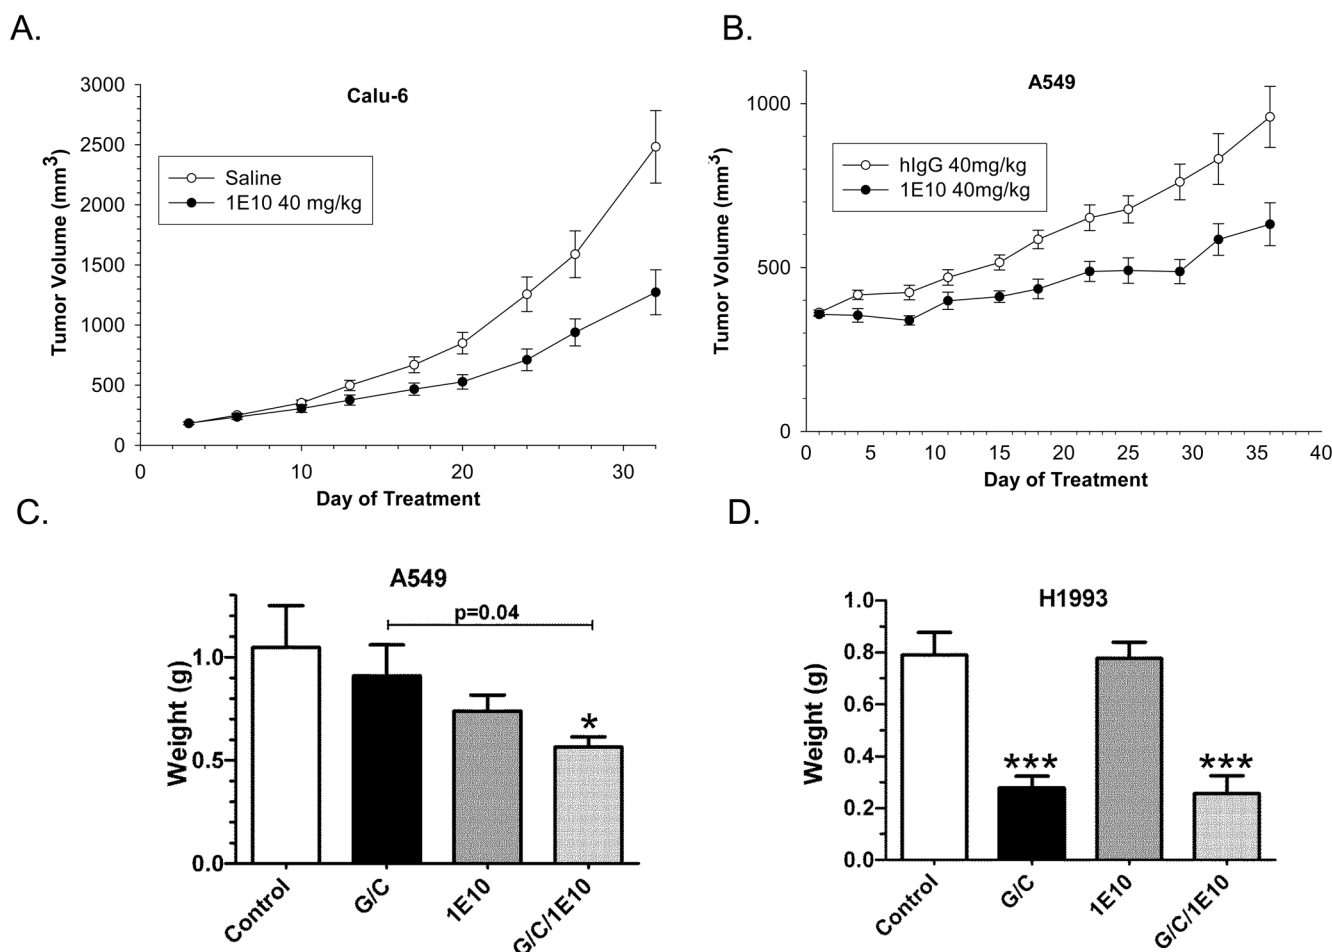 A.
Calu-6
Tumor Volume (mm3)
3000
2500
2000
1500
1000
500
0
Saline
1E10 40 mg/kg
0 10 20 30
Day of Treatment
B.
A549
Tumor Volume (mm3)
1000
500
0
hIgG 40mg/kg
1E10 40mg/kg
0 5 10 15 20 25 30 35 40
Day of Treatment
C.
A549
p=0.04
Weight (g)
1.0
0.5
0.0
*
Control G/C 1E10 G/C/1E10
D.
H1993
Weight (g)
1.0
0.8
0.6
0.4
0.2
0.0
*** ***
Control G/C 1E10 G/C/1E10